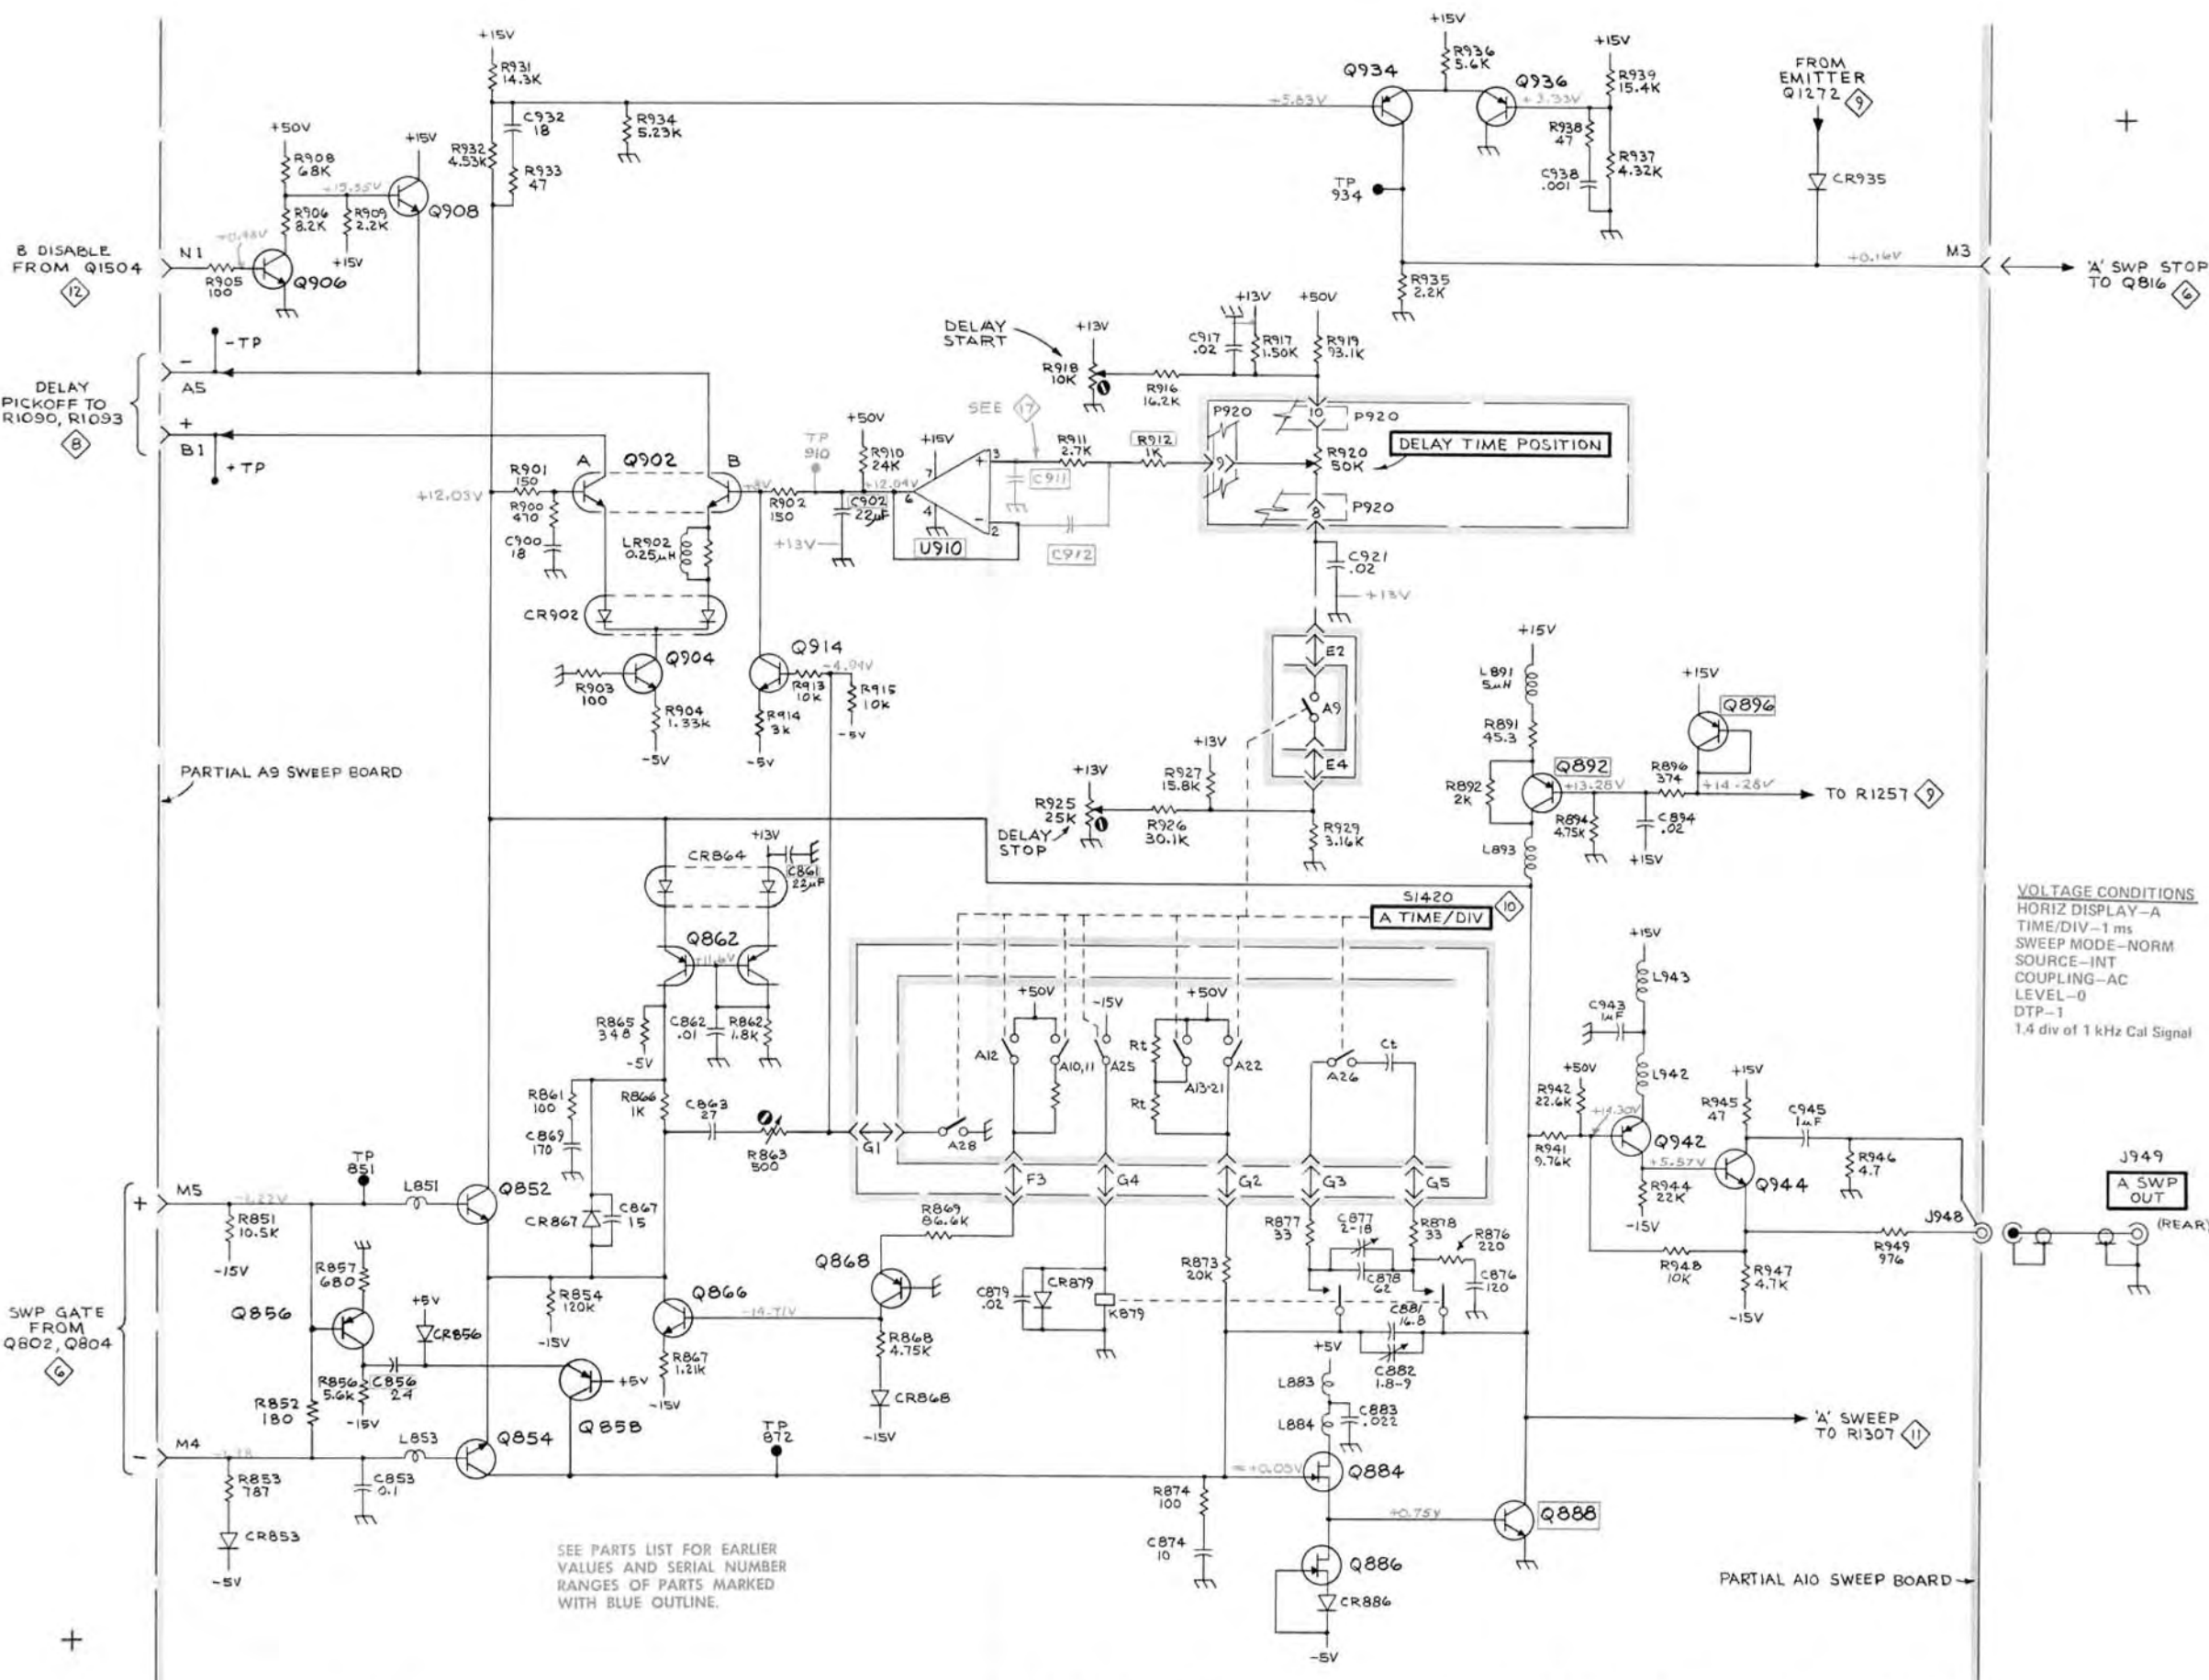 +15V
R931
14.3K
C932
18
R932
4.53K
R933
47
R934
5.23K
+5.83V
Q934
+15V
R936
5.6K
Q936
+3.33V
+15V
R939
15.4K
R938
47
C938
.001
R937
4.32K
TP
934
FROM
EMITTER
Q1272
9
CR935
+0.16V
M3
'A' SWP STOP
TO Q816
6
R935
2.2K
+50V
R908
68K
+15V
+15.35V
Q908
R906
8.2K
R909
2.2K
+15V
+0.48V
B DISABLE
FROM Q1504
12
N1
R905
100
Q906
-TP
-
A5
DELAY
PICKOFF TO
R1090, R1093
8
+
B1
+TP
DELAY
START
+13V
R918
10K
R916
16.2K
C917
.02
+13V
R917
1.50K
+50V
R919
93.1K
P920
10
P920
9
R920
50K
DELAY TIME POSITION
8
P920
SEE 17
R911
2.7K
R912
1K
C911
C912
+15V
7
3
+
4
-
2
6
U910
+50V
R910
24K
TP
910
+12.04V
C902
22µF
+13V
R902
150
A
Q902
B
R901
150
R900
470
C900
18
+12.03V
LR902
0.25µH
CR902
Q904
R903
100
R904
1.33K
-5V
Q914
-4.94V
R913
10K
R915
10K
-5V
R914
3K
-5V
C921
.02
+13V
E2
A9
E4
+13V
R927
15.8K
+13V
R925
25K
DELAY
STOP
R926
30.1K
R929
3.16K
+15V
L891
5µH
R891
45.3
R892
2K
Q892
+13.28V
R894
4.75K
C894
.02
+15V
R896
374
+15V
Q896
+14.28V
TO R1257
9
L893
PARTIAL A9 SWEEP BOARD
CR864
+13V
C861
22µF
Q862
+11.6V
R865
348
-5V
C862
.01
R862
1.8K
S1420
A TIME/DIV
10
+50V
A12
A10,11
-15V
A25
+50V
Rt
A13-21
Rt
A22
A26
Ct
A28
G1
F3
G4
G2
G3
G5
VOLTAGE CONDITIONS
HORIZ DISPLAY-A
TIME/DIV-1 ms
SWEEP MODE-NORM
SOURCE-INT
COUPLING-AC
LEVEL-0
DTP-1
1.4 div of 1 kHz Cal Signal
+15V
L943
C943
1µF
L942
+50V
R942
22.6K
+14.30V
R941
9.76K
Q942
+5.57V
R944
22K
-15V
+15V
R945
47
C945
1µF
Q944
R946
4.7
R948
10K
R947
4.7K
-15V
R949
976
J948
J949
A SWP
OUT
(REAR)
R861
100
C869
170
R866
1K
C863
27
R863
500
CR867
C867
15
TP
851
M5
+
-1.22V
L851
Q852
R851
10.5K
-15V
SWP GATE
FROM
Q802, Q804
6
R857
680
Q856
+5V
CR856
R856
5.6K
-15V
C856
24
R852
180
R854
120K
-15V
+5V
Q858
Q866
-14.71V
R867
1.21K
-15V
Q868
R869
86.6K
R868
4.75K
CR868
-15V
C879
.02
CR879
K879
R873
20K
R877
33
C877
2-18
R878
33
R876
220
C878
62
C876
120
C881
16.8
C882
1.8-9
M4
-
L853
Q854
R853
787
CR853
-5V
C853
0.1
TP
872
R874
100
C874
10
≈+0.05V
+5V
L883
L884
C883
.022
Q884
+0.75V
Q888
Q886
CR886
-5V
'A' SWEEP
TO R1307
11
PARTIAL A10 SWEEP BOARD
SEE PARTS LIST FOR EARLIER
VALUES AND SERIAL NUMBER
RANGES OF PARTS MARKED
WITH BLUE OUTLINE.